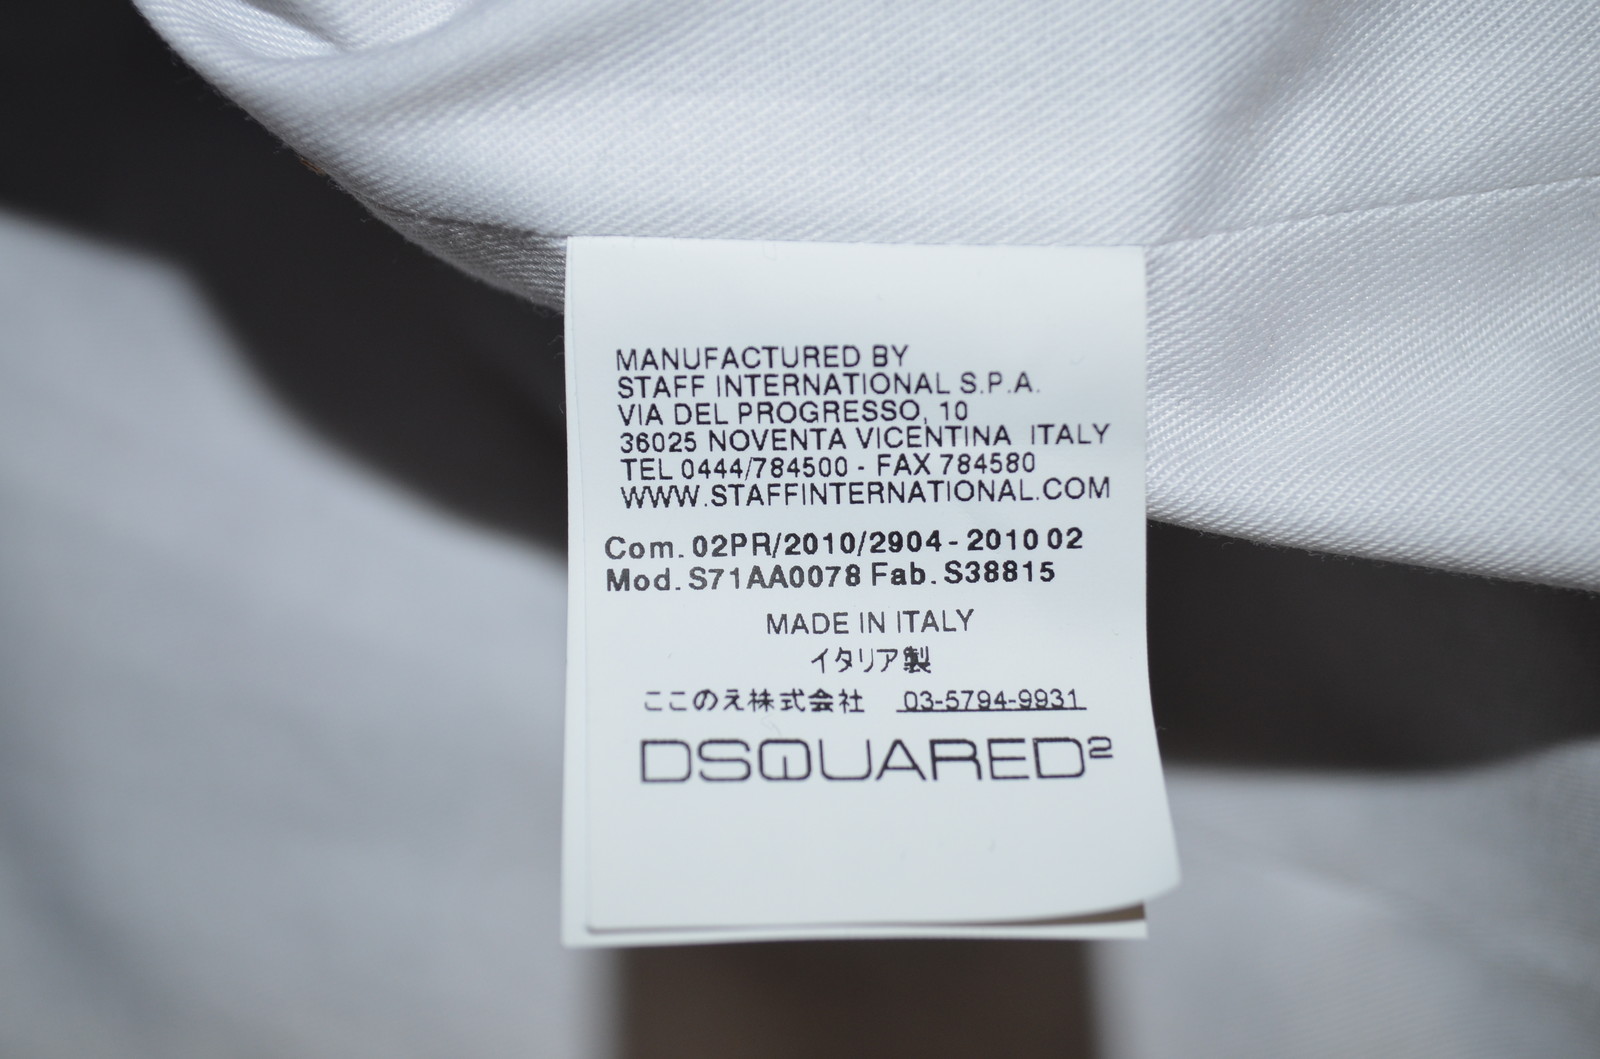 MANUFACTURED BY
STAFF INTERNATIONAL S.P.A.
VIA DEL PROGRESSO, 10
36025 NOVENTA VICENTINA ITALY
TEL 0444/784500 - FAX 784580
WWW.STAFFINTERNATIONAL.COM
Com. 02PR/2010/2904 - 2010 02
Mod. S71AA0078 Fab. S38815
MADE IN ITALY
イタリア製
ここのえ株式会社 03-5794-9931
DSQUARED²